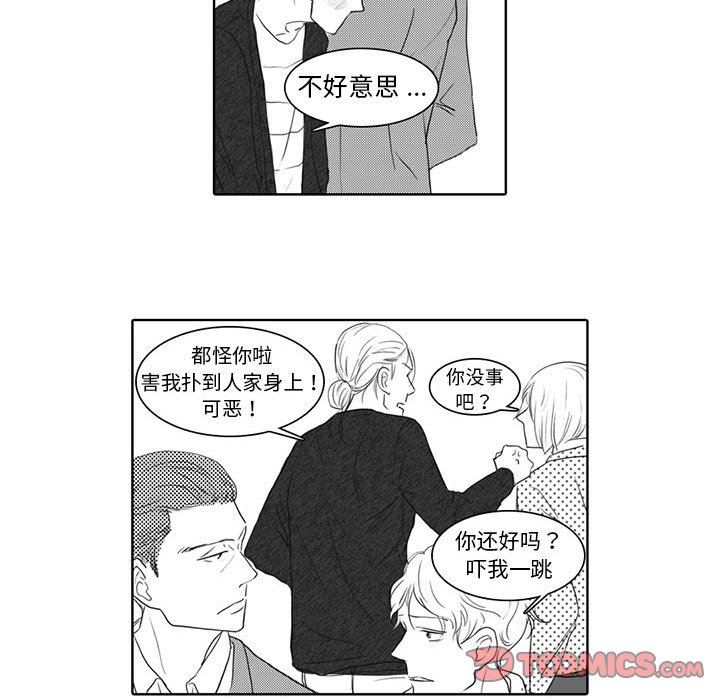 不好意思 ...
都怪你啦
害我扑到人家身上！
可恶！
你没事
吧？
你还好吗？
吓我一跳
TOOMICS.COM